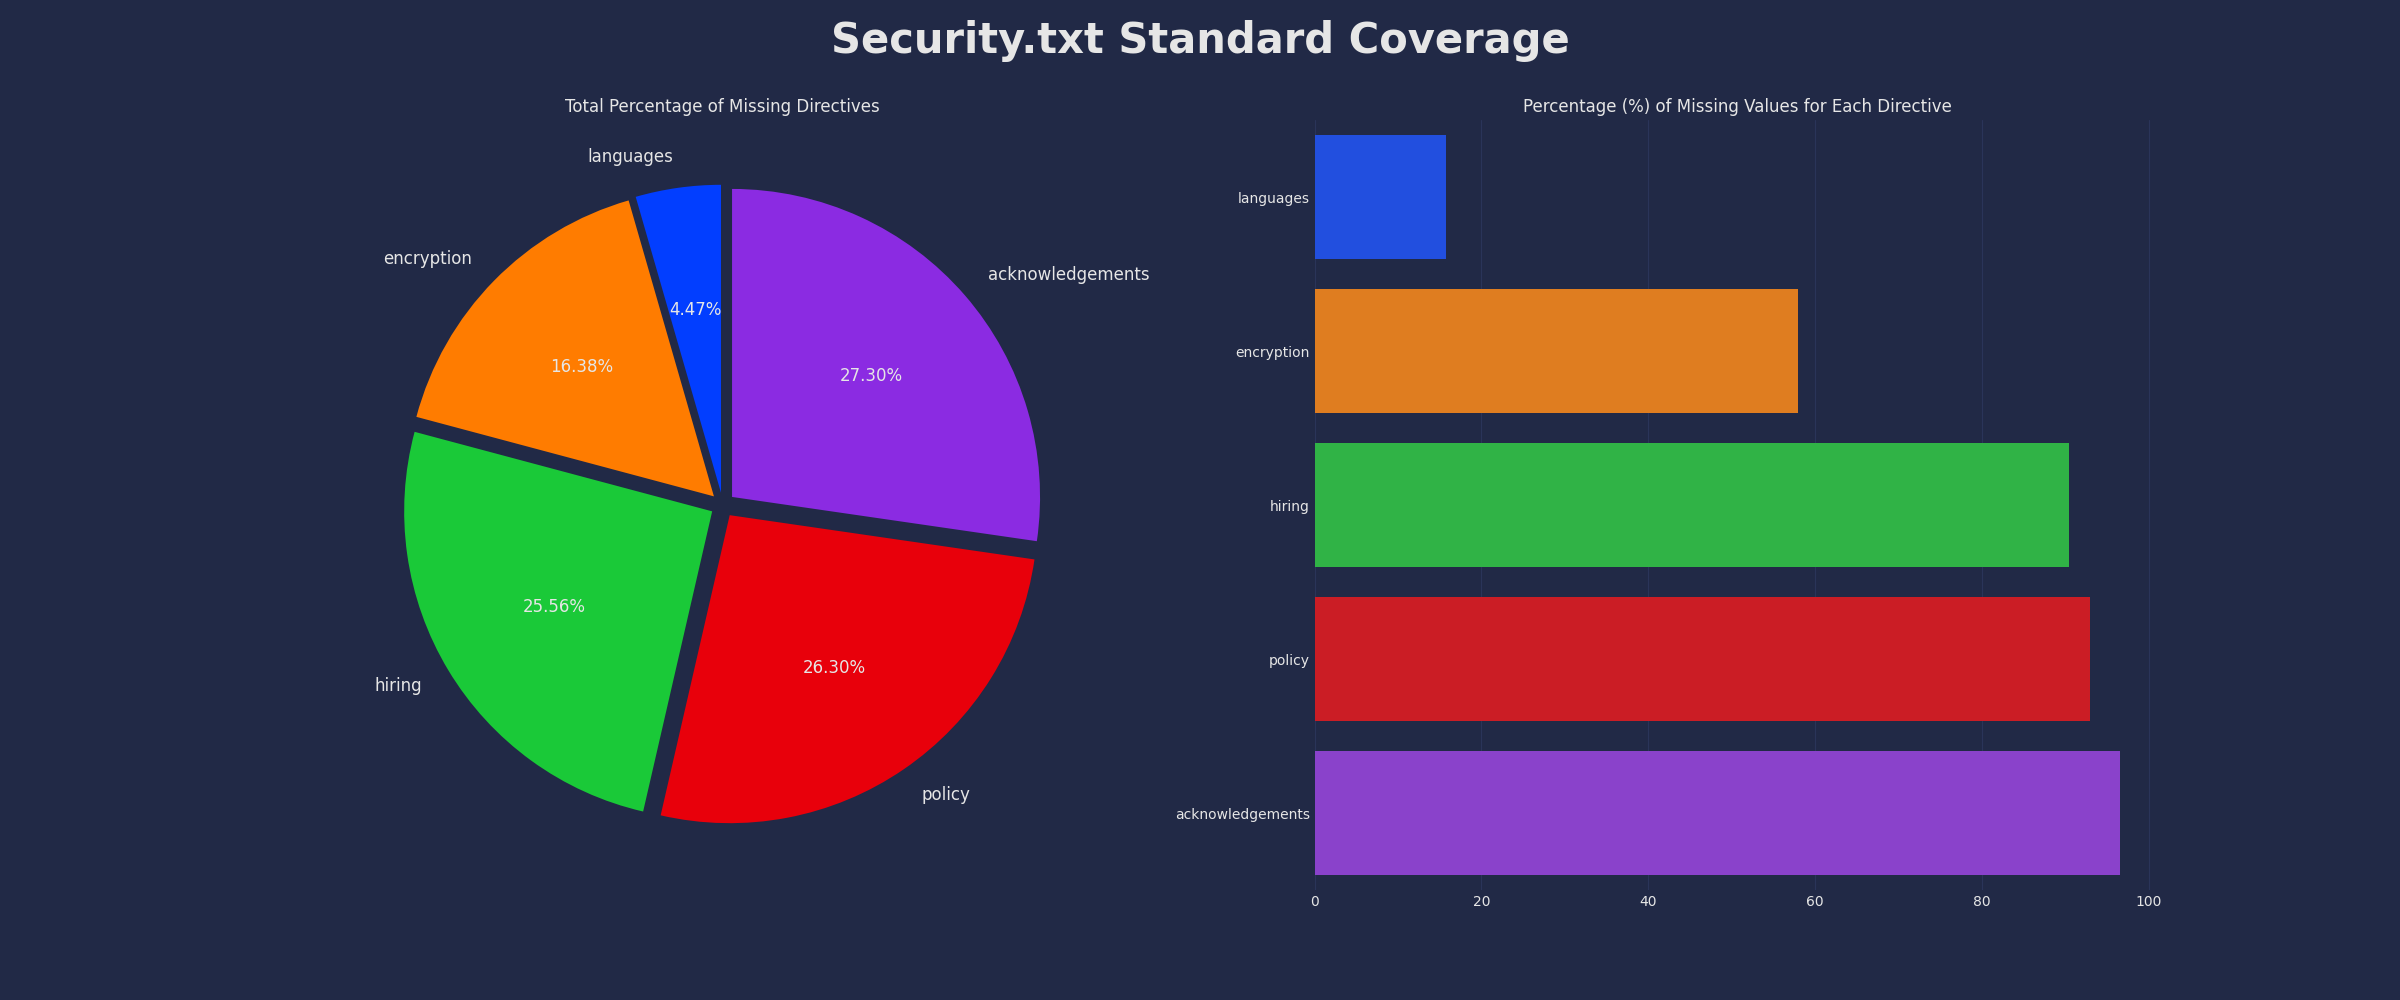 Security.txt Standard Coverage
Total Percentage of Missing Directives
languages
encryption
acknowledgements
4.47%
16.38%
27.30%
25.56%
26.30%
hiring
policy
Percentage (%) of Missing Values for Each Directive
languages
encryption
hiring
policy
acknowledgements
0 20 40 60 80 100